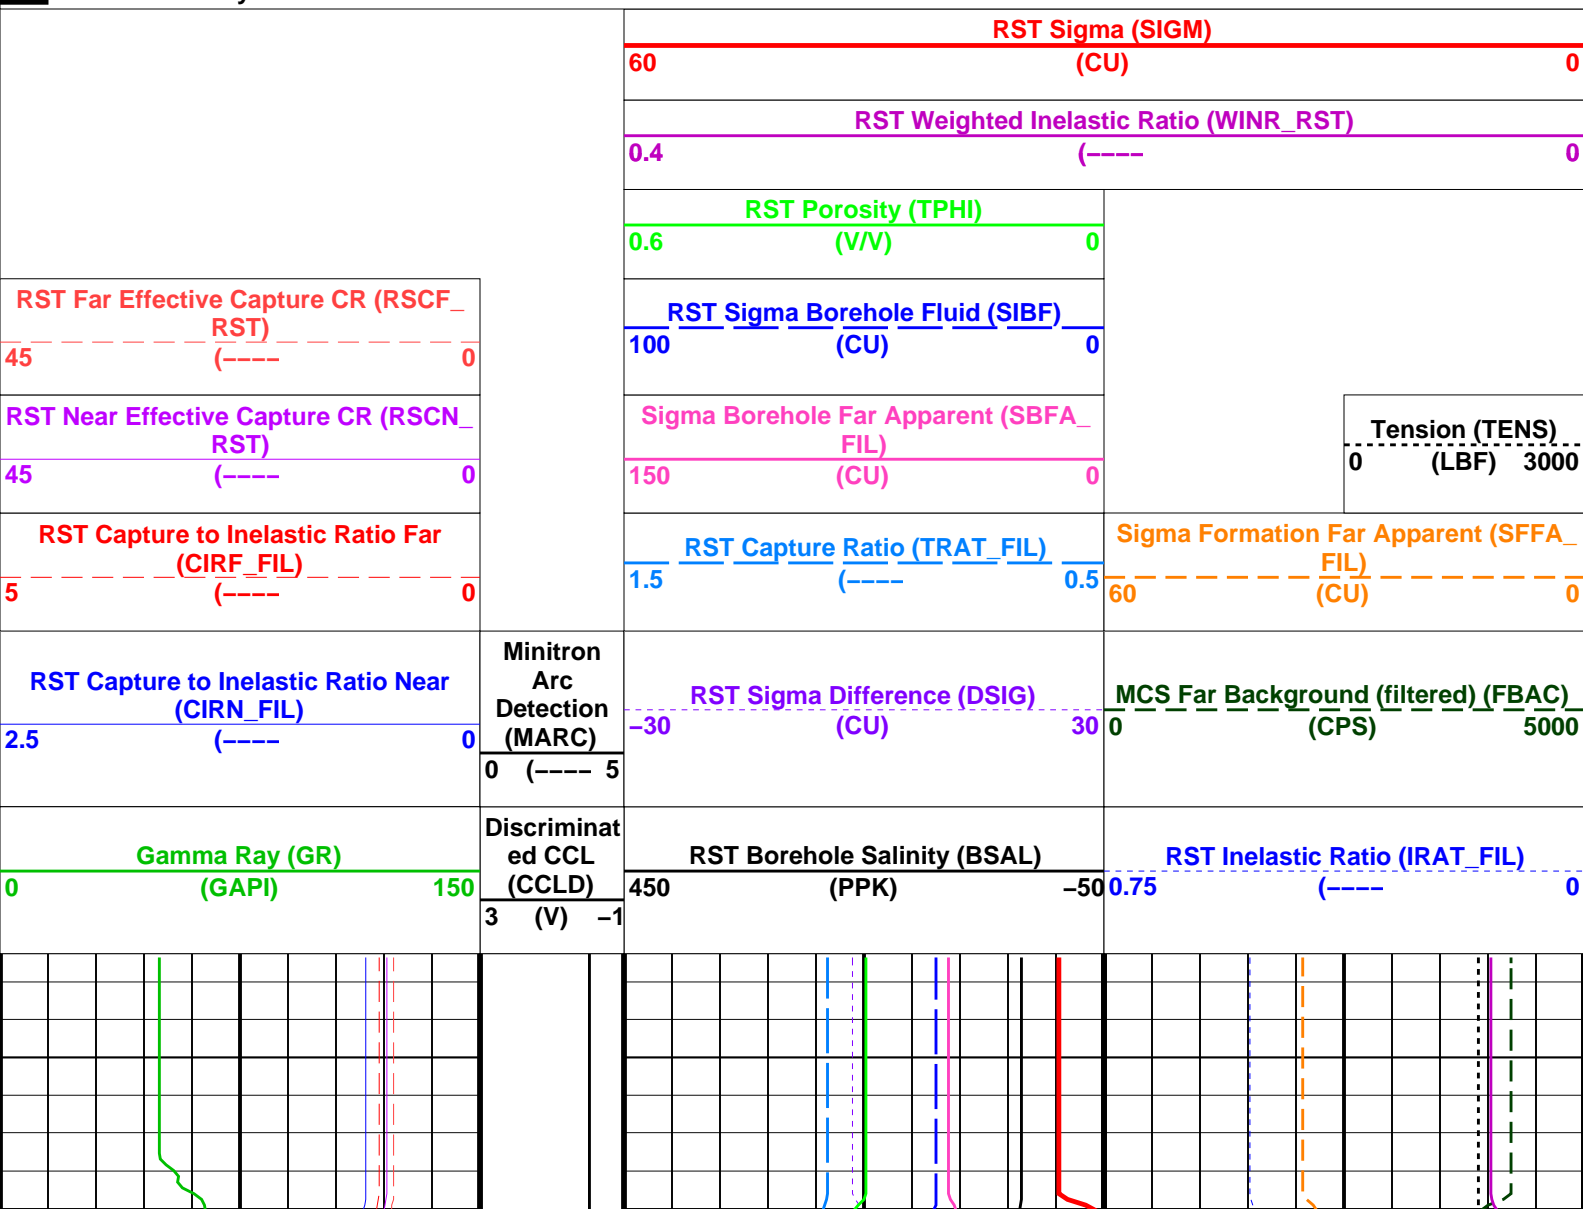 RST Sigma (SIGM)
60 (CU) 0
RST Weighted Inelastic Ratio (WINR_RST)
0.4 (–––– 0
RST Porosity (TPHI)
0.6 (V/V) 0
RST Far Effective Capture CR (RSCF_
RST)
45 (–––– 0
RST Sigma Borehole Fluid (SIBF)
100 (CU) 0
RST Near Effective Capture CR (RSCN_
RST)
45 (–––– 0
Sigma Borehole Far Apparent (SBFA_
FIL)
150 (CU) 0
Tension (TENS)
0 (LBF) 3000
RST Capture to Inelastic Ratio Far
(CIRF_FIL)
5 (–––– 0
RST Capture Ratio (TRAT_FIL)
1.5 (–––– 0.5
Sigma Formation Far Apparent (SFFA_
FIL)
60 (CU) 0
RST Capture to Inelastic Ratio Near
(CIRN_FIL)
2.5 (–––– 0
Minitron
Arc
Detection
(MARC)
0 (–––– 5
RST Sigma Difference (DSIG)
–30 (CU) 30
MCS Far Background (filtered) (FBAC)
0 (CPS) 5000
Gamma Ray (GR)
0 (GAPI) 150
Discriminat
ed CCL
(CCLD)
3 (V) –1
RST Borehole Salinity (BSAL)
450 (PPK) –50
RST Inelastic Ratio (IRAT_FIL)
0.75 (–––– 0